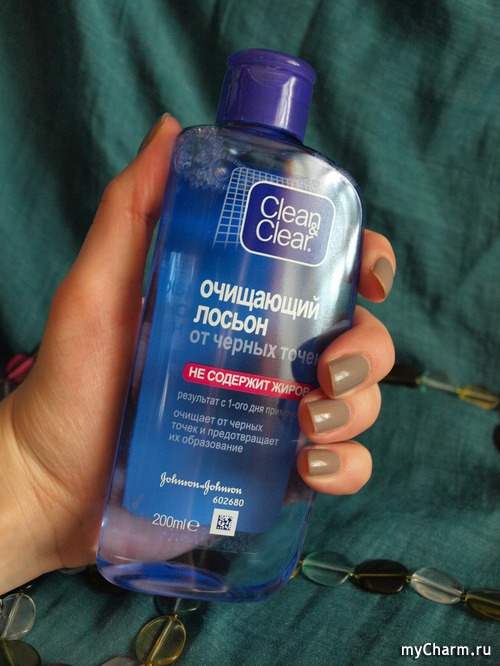 Clean &
Clear®
очищающий
лосьон
от черных точек
НЕ СОДЕРЖИТ ЖИРОВ
результат с 1-ого дня
очищает от черных
точек и предотвращает
их образование
Johnson & Johnson
602680
200ml e
myCharm.ru